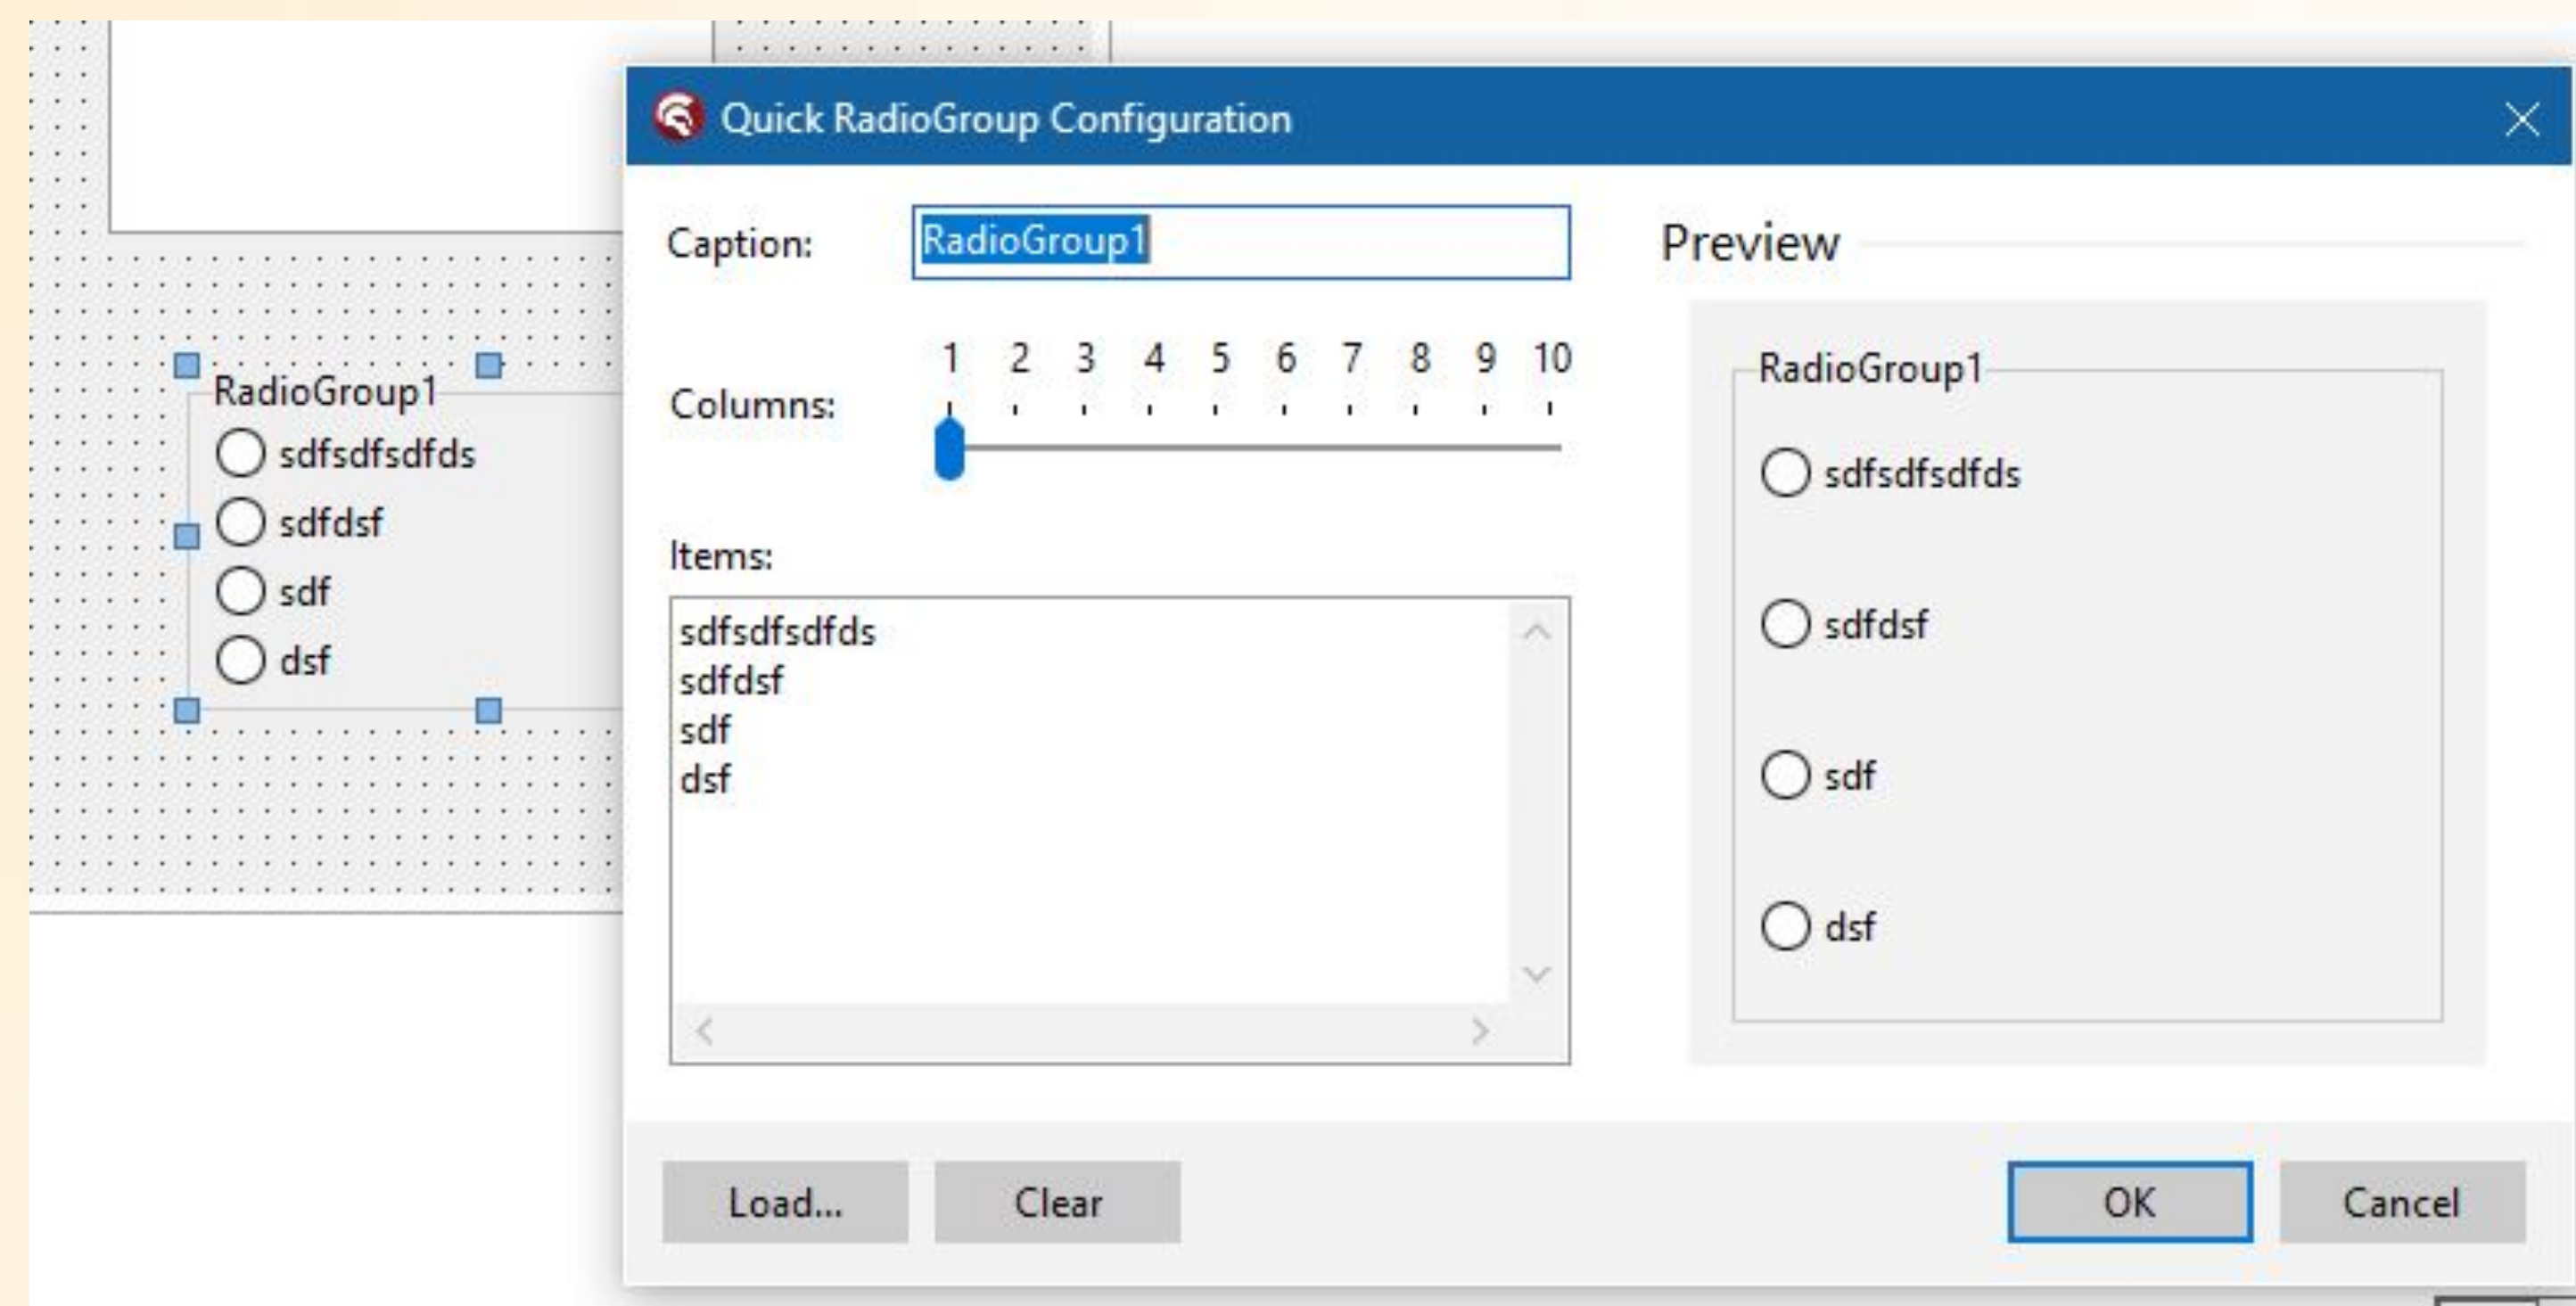 RadioGroup1
sdfsdfsdfds
sdfdsf
sdf
dsf
Quick RadioGroup Configuration
Caption:
RadioGroup1
Columns:
1 2 3 4 5 6 7 8 9 10
Items:
sdfsdfsdfds
sdfdsf
sdf
dsf
Preview
RadioGroup1
sdfsdfsdfds
sdfdsf
sdf
dsf
Load...
Clear
OK
Cancel